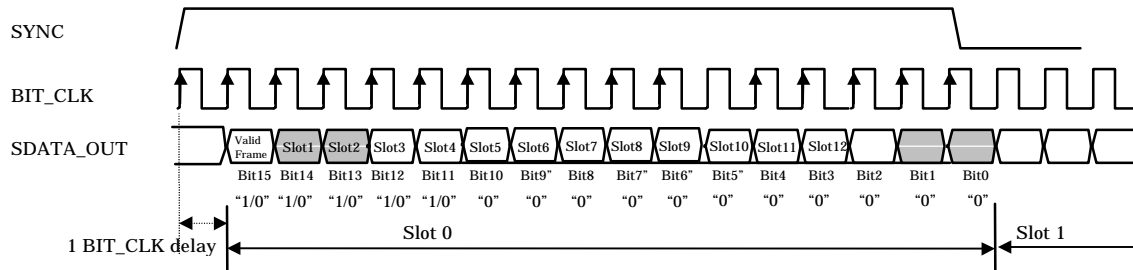 SYNC
BIT_CLK
SDATA_OUT
Valid Frame Slot1 Slot2 Slot3 Slot4 Slot5 Slot6 Slot7 Slot8 Slot9 Slot10 Slot11 Slot12
Bit15 Bit14 Bit13 Bit12 Bit11 Bit10 Bit9" Bit8 Bit7" Bit6" Bit5" Bit4 Bit3 Bit2 Bit1 Bit0
“1/0” “1/0” “1/0” “1/0” “1/0” “0” “0” “0” “0” “0” “0” “0” “0” “0” “0” “0”
1 BIT_CLK delay Slot 0 Slot 1